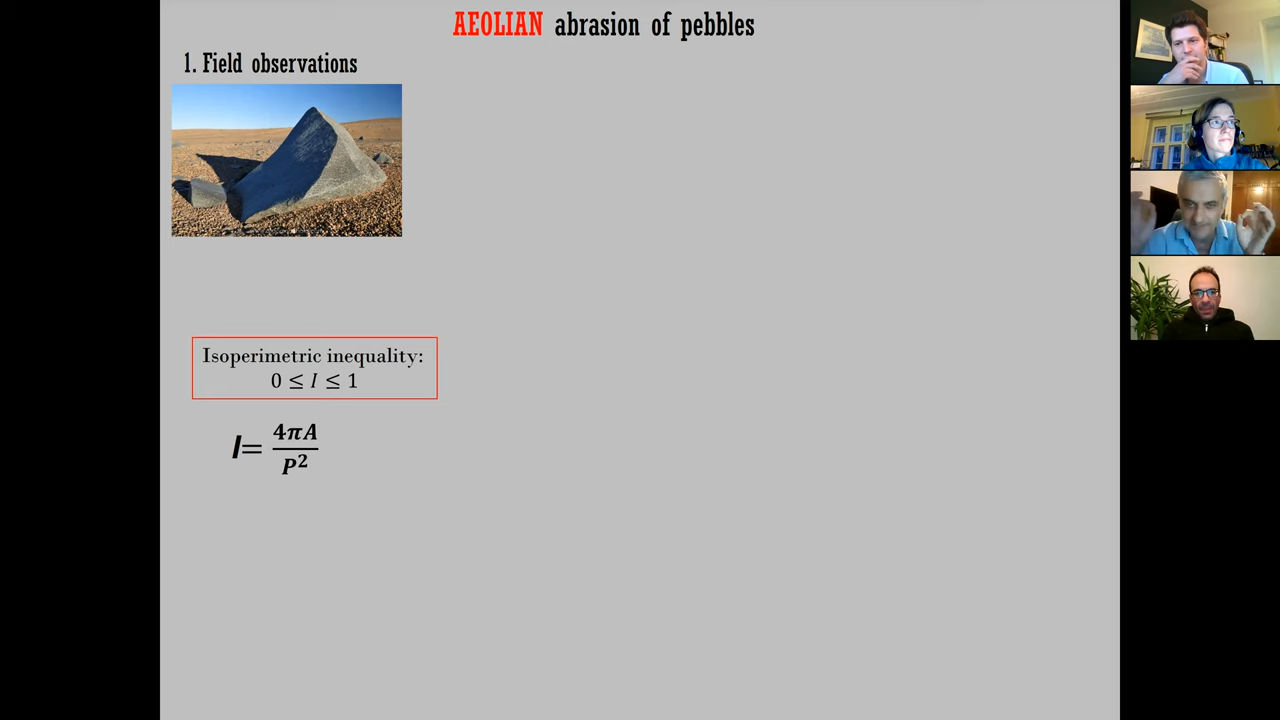 AEOLIAN abrasion of pebbles
1. Field observations
Isoperimetric inequality:
0 ≤ I ≤ 1
I= 4πA / P²